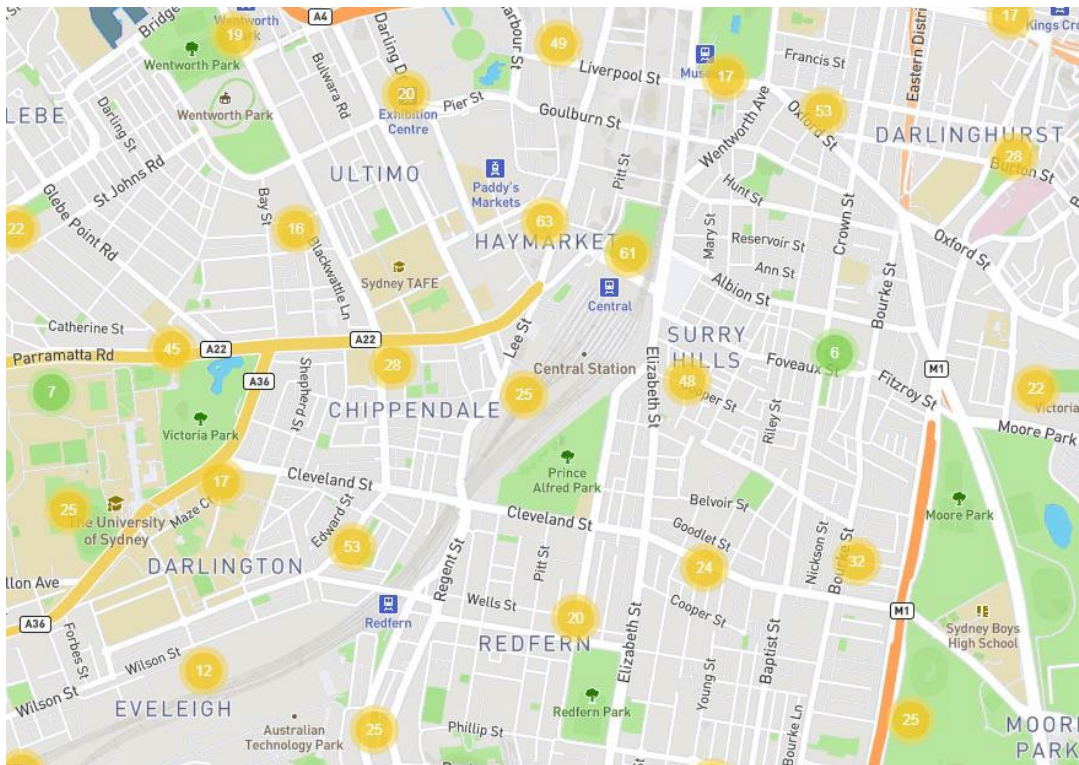 Bridge
Wentworth
Park
19
A4
Harbour St
49
17
Kings Cro
Wentworth Park
Bulwara Rd
Darling D
Liverpool St
Museu
17
Francis St
Eastern Distri
LEBE
Darling St
Wentworth Park
20
Exhibition
Centre
Pier St
Goulburn St
Wentworth Ave
53
Oxford St
DARLINGHURST
28
Burton St
St Johns Rd
ULTIMO
Paddy's
Markets
Pitt St
Hunt St
Glebe Point Rd
22
Bay St
16
Blackwattle Ln
63
HAYMARKET
61
Mary St
Reservoir St
Crown St
Oxford St
Sydney TAFE
Central
Ann St
Albion St
Bourke St
Catherine St
Parramatta Rd
45
A22
A22
Lee St
Central Station
SURRY
HILLS
Foveaux St
6
M1
7
A36
Shepherd St
28
CHIPPENDALE
25
Elizabeth St
48
Cooper St
Riley St
Fitzroy St
22
Victoria
Moore Park
Victoria Park
17
Maze Cr
Cleveland St
Prince
Alfred Park
25
The University
of Sydney
Edward St
Cleveland St
Belvoir St
Goodlet St
Nickson St
Moore Park
53
DARLINGTON
Regent St
Pitt St
24
Bourke St
32
llon Ave
A36
Forbes St
Redfern
Wells St
20
REDFERN
Elizabeth St
Cooper St
Baptist St
M1
Sydney Boys
High School
Wilson St
12
Wilson St
EVELEIGH
Young St
Australian
Technology Park
25
Phillip St
Redfern Park
Bourke Ln
25
MOORE
PARK